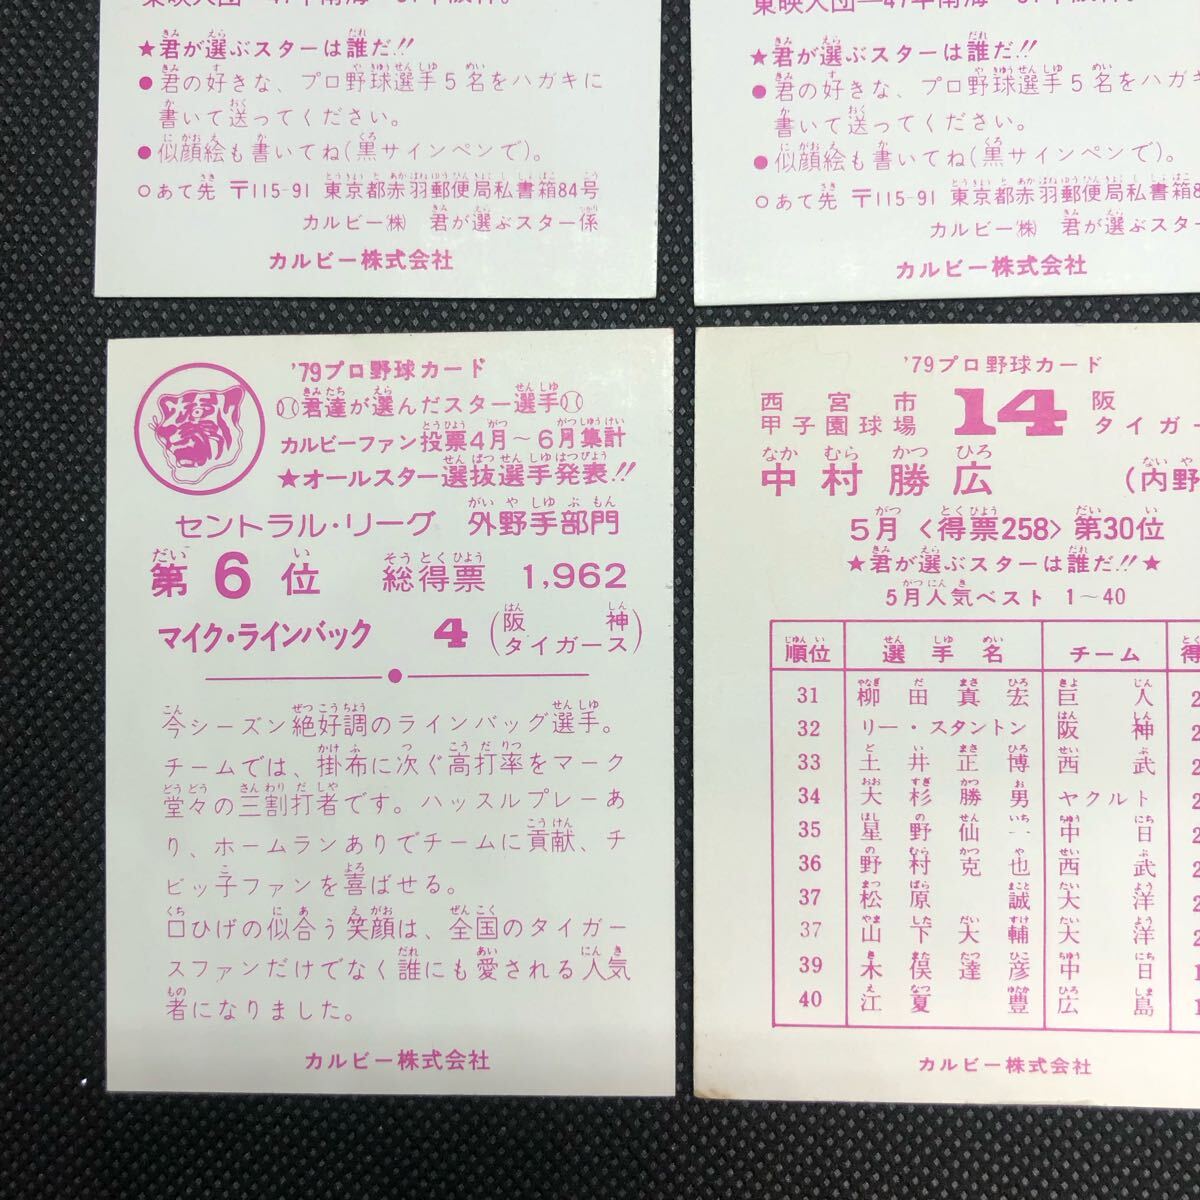 ★君が選ぶスターは誰だ!!
●君の好きな、プロ野球選手5名をハガキに
書いて送ってください。
●似顔絵も書いてね(黒サインペンで)。
○あて先 〒115-91 東京都赤羽郵便局私書箱84号
カルビー㈱ 君が選ぶスター係
カルビー株式会社
★君が選ぶスターは誰だ!!
●君の好きな、プロ野球選手5名をハガキ
書いて送ってください。
●似顔絵も書いてね(黒サインペンで)。
○あて先 〒115-91 東京都赤羽郵便局私書箱8
カルビー㈱ 君が選ぶスター
カルビー株式会社
'79プロ野球カード
君達が選んだスター選手
カルビーファン投票4月〜6月集計
★オールスター選抜選手発表!!
セントラル・リーグ 外野手部門
第6位 総得票 1,962
マイク・ラインバック 4 (阪神タイガース)
今シーズン絶好調のラインバッグ選手。
チームでは、掛布に次ぐ高打率をマーク
堂々の三割打者です。ハッスルプレーあ
り、ホームランありでチームに貢献、チ
ビッ子ファンを喜ばせる。
口ひげの似合う笑顔は、全国のタイガー
スファンだけでなく誰にも愛される人気
者になりました。
カルビー株式会社
'79プロ野球カード
西宮市 甲子園球場 14 阪 タイガー
中村勝広 (内野
5月〈得票258〉第30位
★君が選ぶスターは誰だ!!★
5月人気ベスト 1〜40
順位 選手名 チーム 得
31 柳田真宏 巨人 2
32 リー・スタントン 阪神 2
33 土井正博 西武 2
34 大杉勝男 ヤクルト 2
35 星野仙一 中日 2
36 野村克也 西武 2
37 松原誠 大洋 2
37 山下大輔 大洋 2
39 木俣達彦 中日 1
40 江夏豊 広島 1
カルビー株式会社